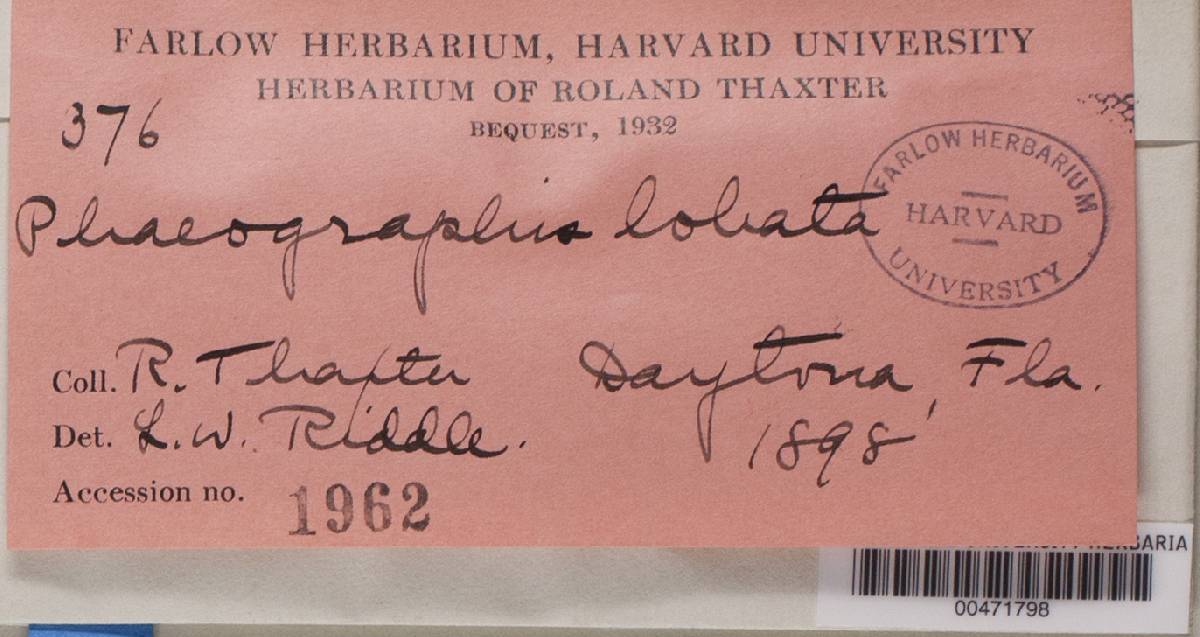 FARLOW HERBARIUM, HARVARD UNIVERSITY
HERBARIUM OF ROLAND THAXTER
BEQUEST, 1932
376
Phaeographis lobata
FARLOW HERBARIUM
HARVARD
UNIVERSITY
Coll. R. Thaxter Daytona, Fla.
Det. L. W. Riddle. 1898
Accession no. 1962
HERBARIA
00471798